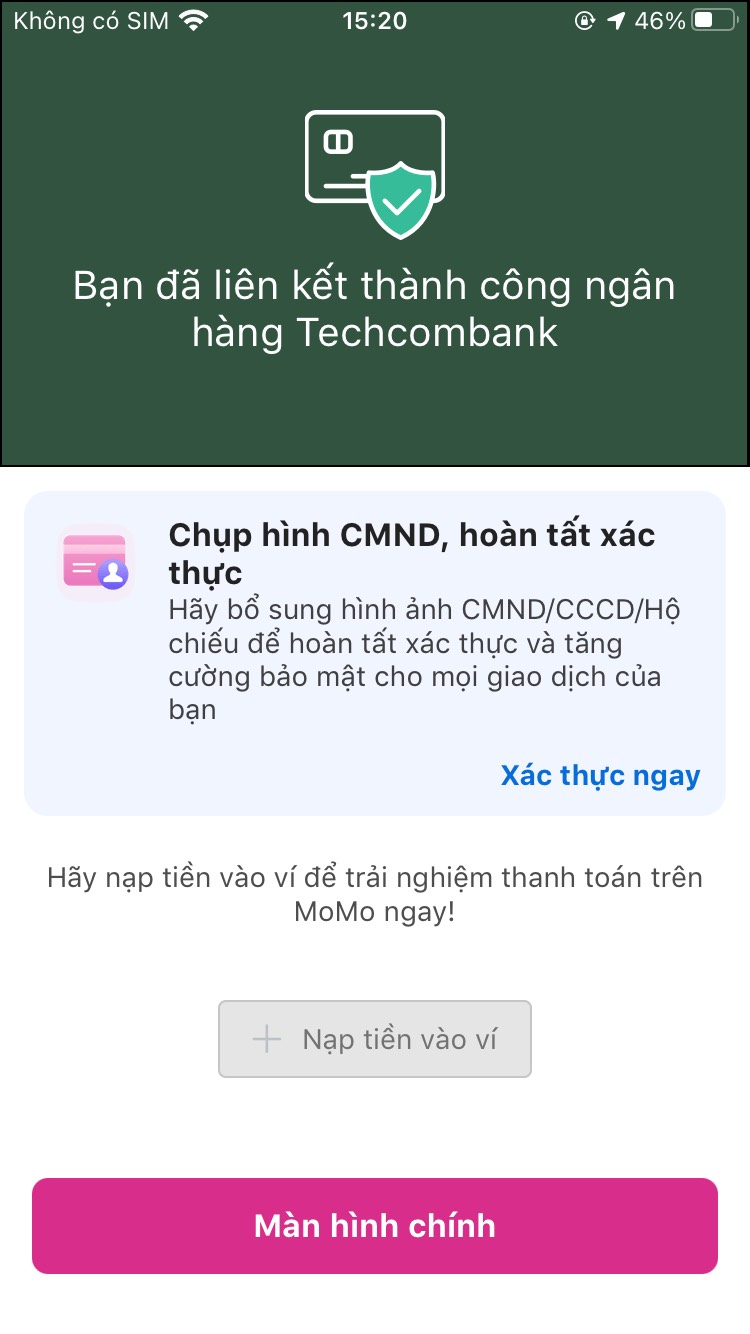 Không có SIM 15:20 46%
Bạn đã liên kết thành công ngân
hàng Techcombank
Chụp hình CMND, hoàn tất xác
thực
Hãy bổ sung hình ảnh CMND/CCCD/Hộ
chiếu để hoàn tất xác thực và tăng
cường bảo mật cho mọi giao dịch của
bạn
Xác thực ngay
Hãy nạp tiền vào ví để trải nghiệm thanh toán trên
MoMo ngay!
+ Nạp tiền vào ví
Màn hình chính